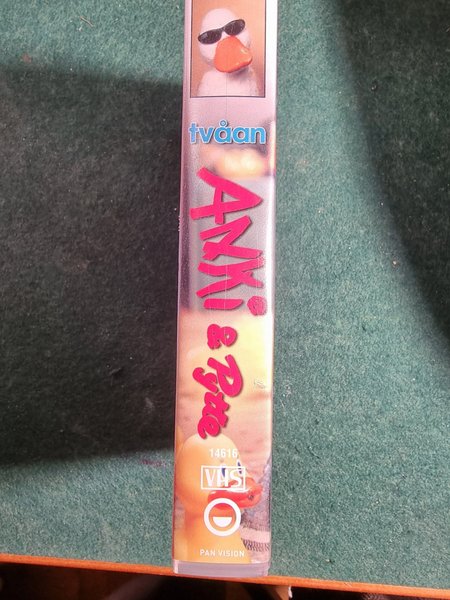 tvåan
ANKi
& Pytte
14616
VHS
PAN VISION